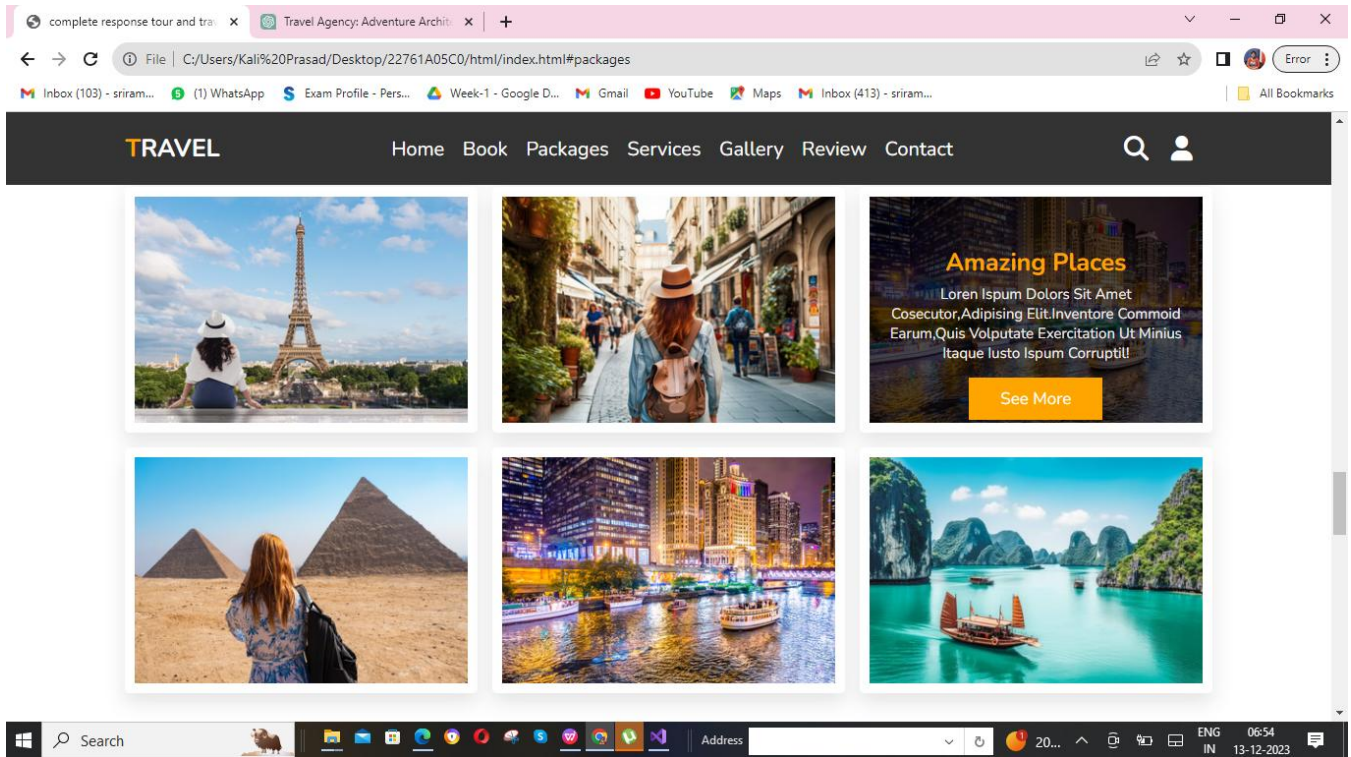 complete response tour and tra
Travel Agency: Adventure Archit
File C:/Users/Kali%20Prasad/Desktop/22761A05C0/html/index.html#packages
Error
Inbox (103) - sriram... (1) WhatsApp Exam Profile - Pers... Week-1 - Google D... Gmail YouTube Maps Inbox (413) - sriram... All Bookmarks
TRAVEL Home Book Packages Services Gallery Review Contact
Amazing Places
Loren Ispum Dolors Sit Amet
Cosecutor,Adipising Elit.Inventore Commoid
Earum,Quis Volputate Exercitation Ut Minius
Itaque Iusto Ispum Corruptil!
See More
Search Address 20... ENG 06:54
IN 13-12-2023